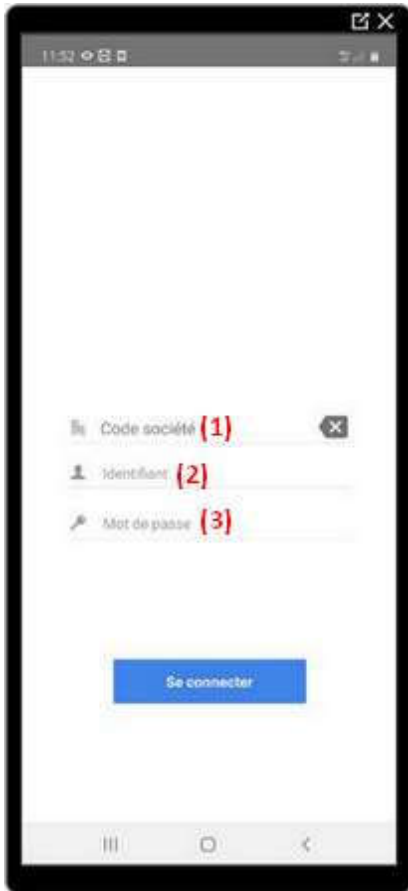 11:52
Code société (1)
Identifiant (2)
Mot de passe (3)
Se connecter